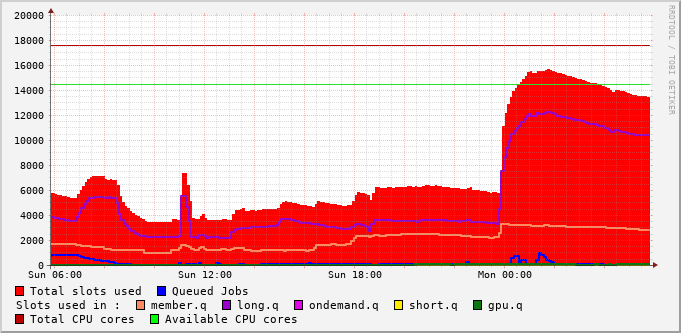 20000
18000
16000
14000
12000
10000
8000
6000
4000
2000
0
Sun 06:00 Sun 12:00 Sun 18:00 Mon 00:00
RRDTOOL / TOBI OETIKER
Total slots used Queued Jobs
Slots used in : member.q long.q ondemand.q short.q gpu.q
Total CPU cores Available CPU cores